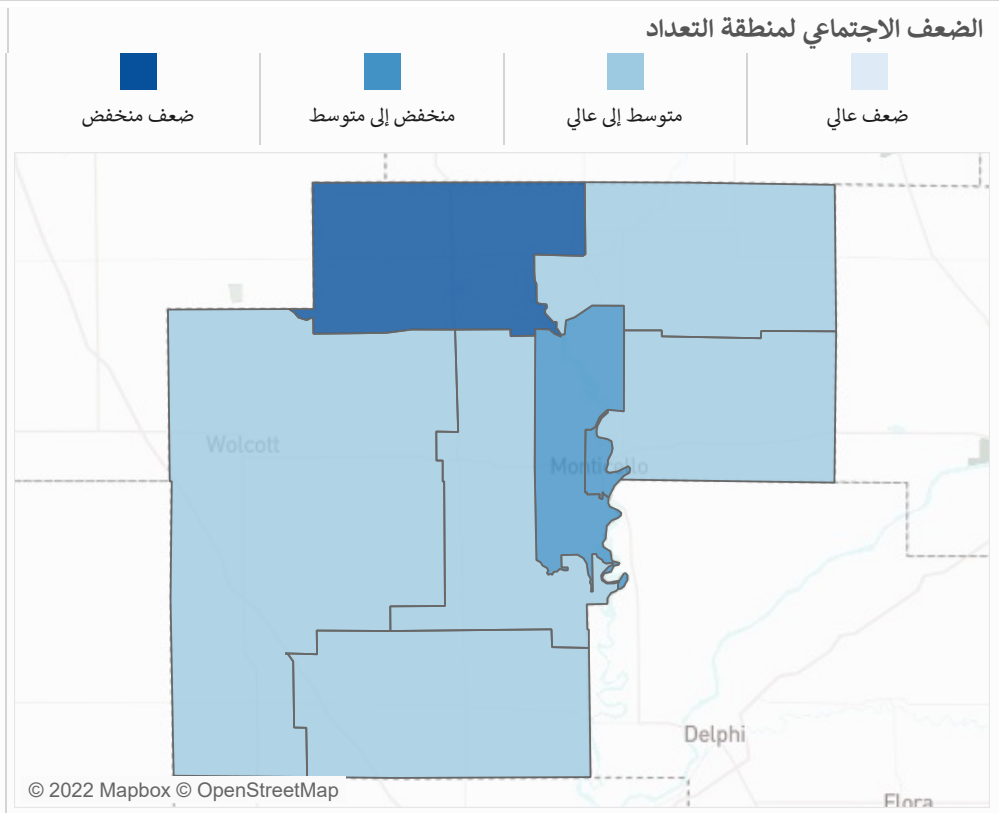 الضعف الاجتماعي لمنطقة التعداد
ضعف عالي
متوسط إلى عالي
منخفض إلى متوسط
ضعف منخفض
Wolcott
Monticello
Delphi
Flora
© 2022 Mapbox © OpenStreetMap